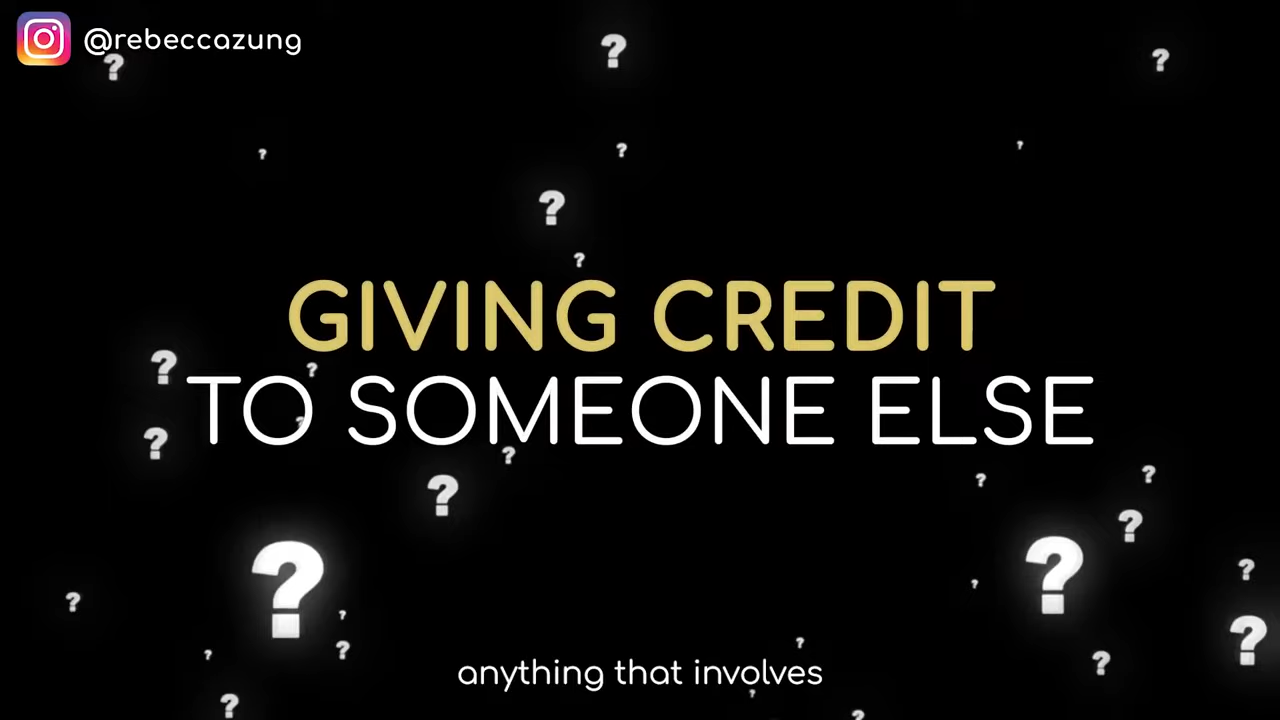 @rebeccazung
GIVING CREDIT
TO SOMEONE ELSE
anything that involves